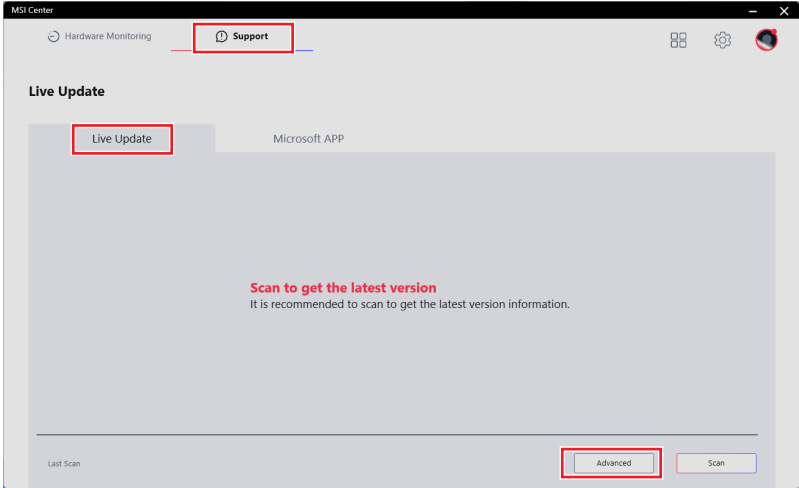 MSI Center
Hardware Monitoring
Support
Live Update
Live Update
Microsoft APP
Scan to get the latest version
It is recommended to scan to get the latest version information.
Last Scan
Advanced
Scan